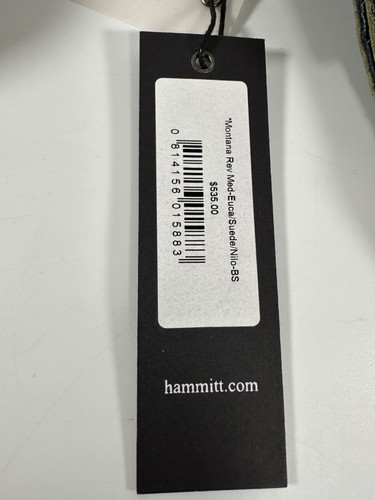 *Montana Rev Med-Euca/Suede/Nilo-BS
$535.00
0 814156 015883
hammitt.com